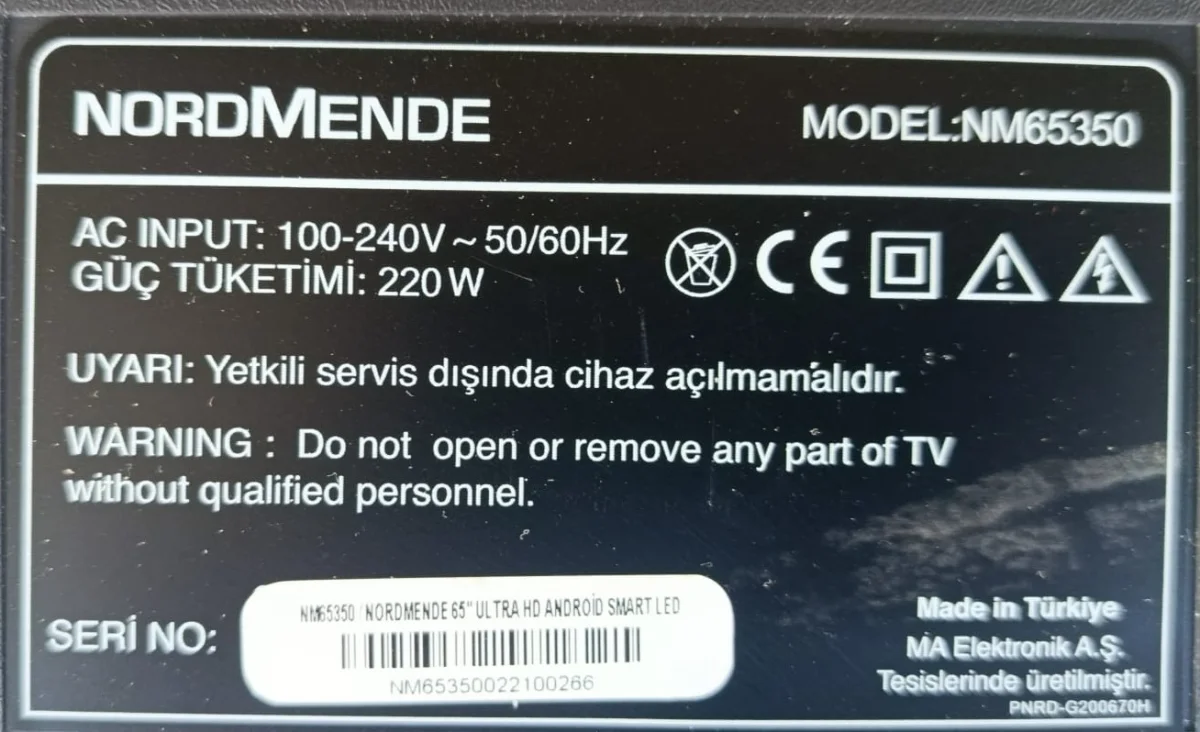 NORDMENDE
MODEL:NM65350
AC INPUT: 100-240V ~ 50/60Hz
GÜÇ TÜKETİMİ: 220 W
CE
UYARI: Yetkili servis dışında cihaz açılmamalıdır.
WARNING : Do not open or remove any part of TV
without qualified personnel.
SERİ NO:
NM65350 / NORDMENDE 65" ULTRA HD ANDROİD SMART LED
NM65350022100266
Made in Türkiye
MA Elektronik A.Ş.
Tesislerinde üretilmiştir.
PNRD-G200670H